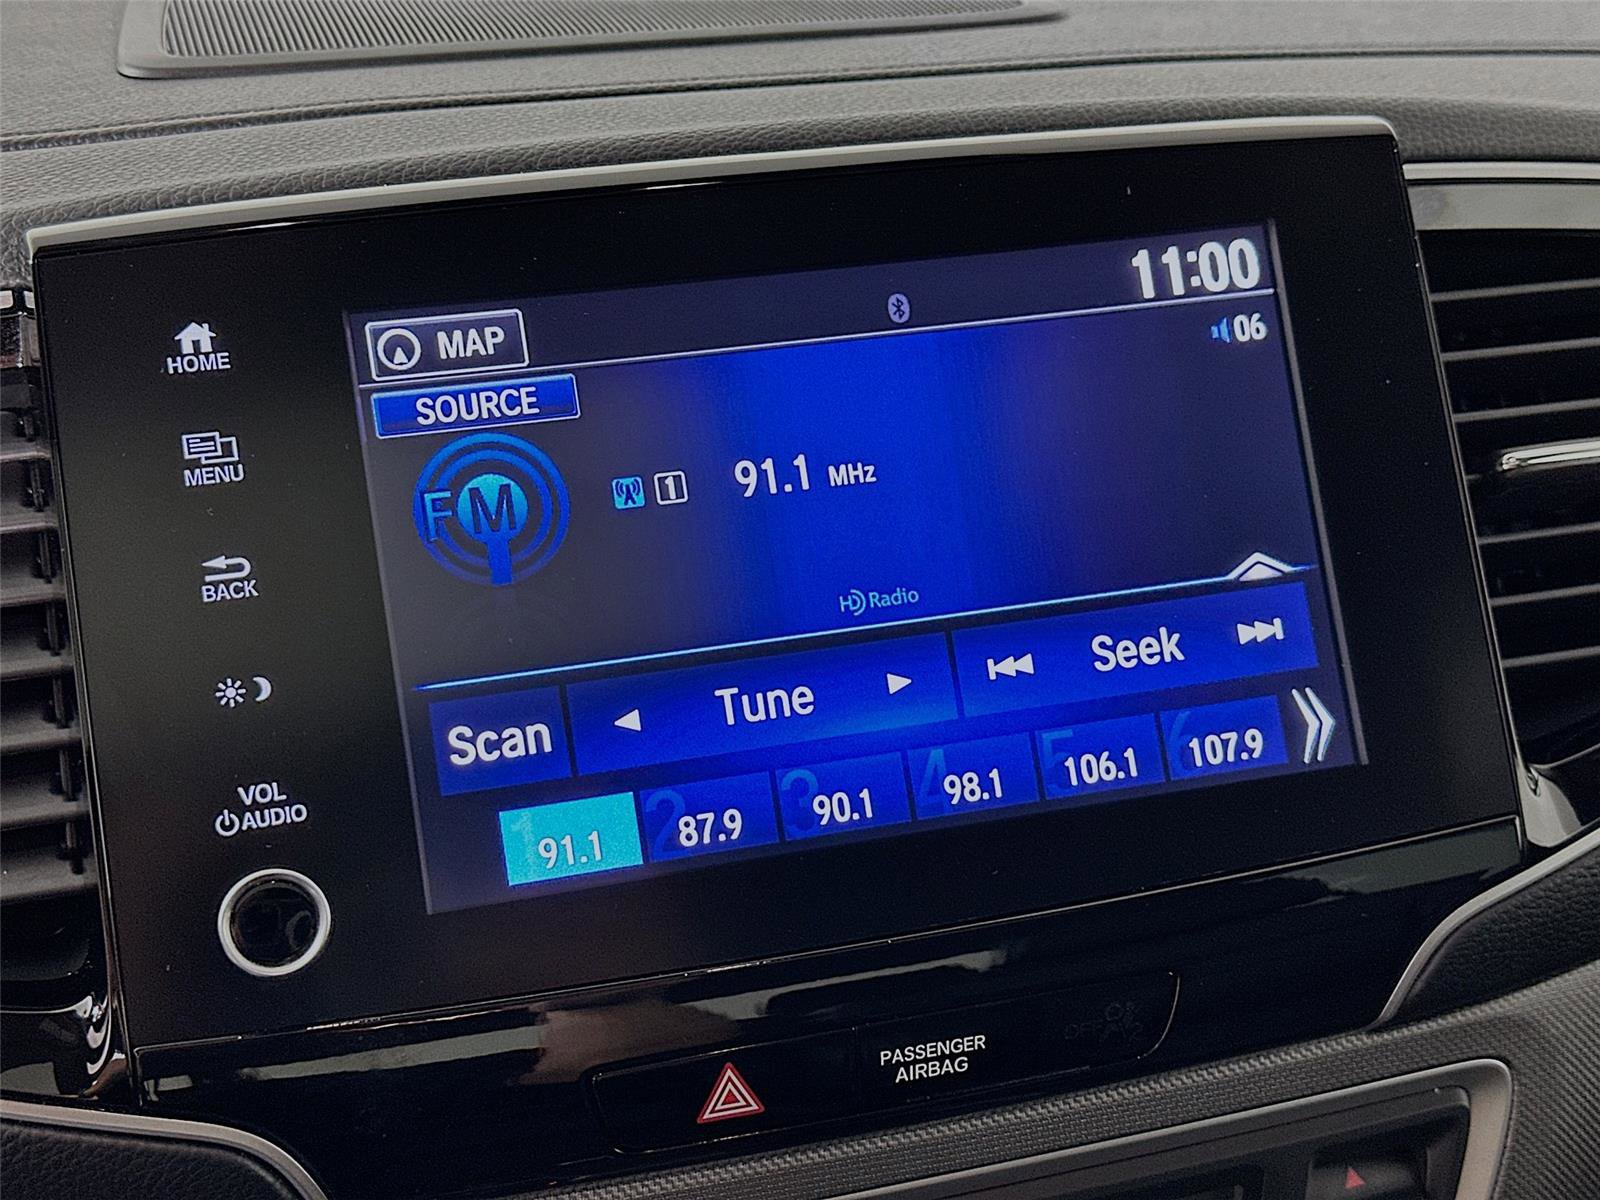 11:00
MAP
06
HOME
SOURCE
MENU
FM
1
91.1 MHz
BACK
HD Radio
Scan
Tune
Seek
VOL
AUDIO
1 91.1
2 87.9
3 90.1
4 98.1
5 106.1
6 107.9
PASSENGER
AIRBAG
OFF